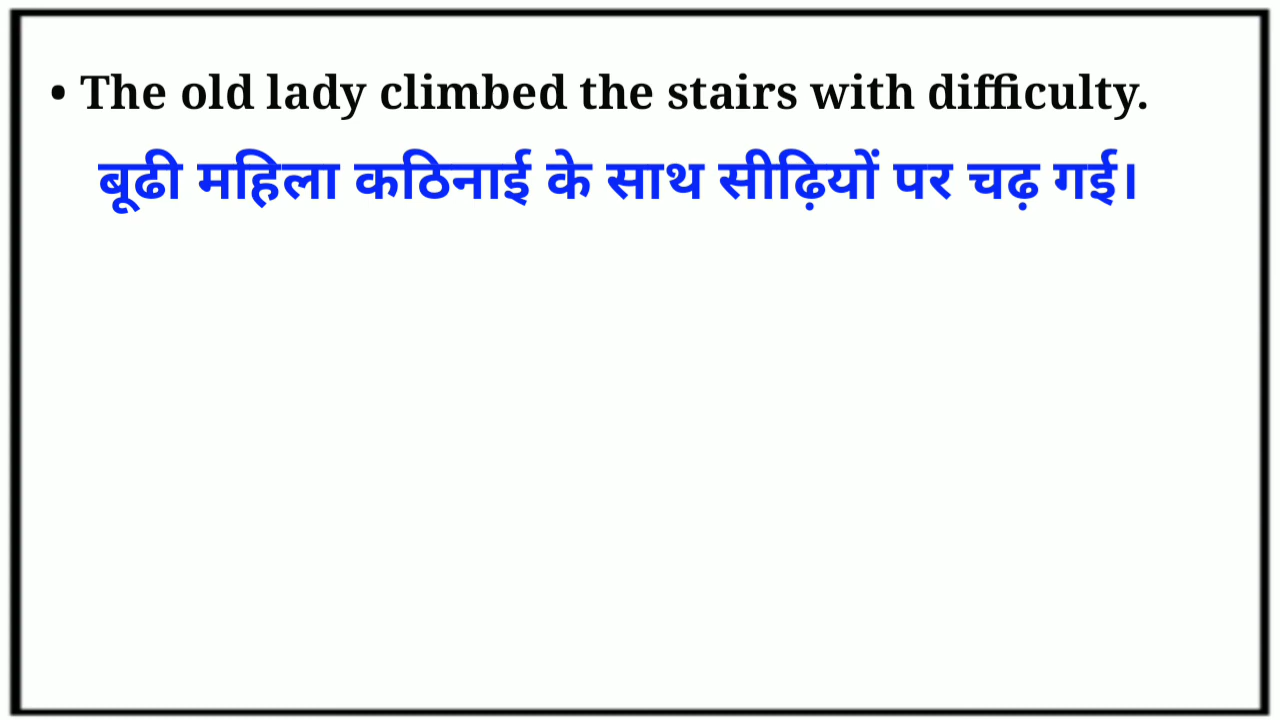 • The old lady climbed the stairs with difficulty.
बूढी महिला कठिनाई के साथ सीढ़ियों पर चढ़ गई।